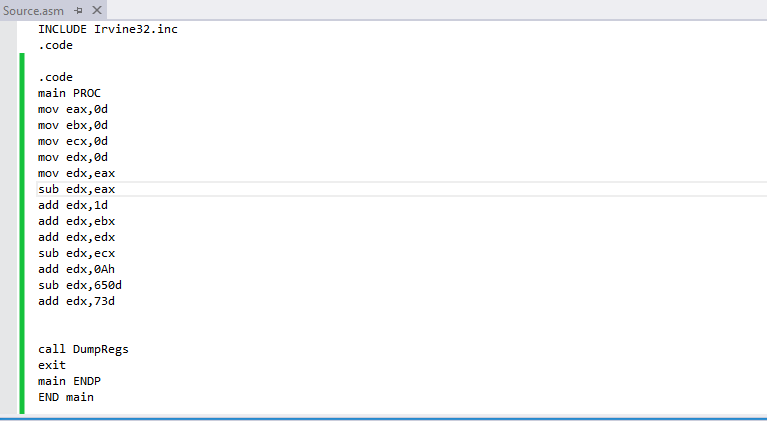 Source.asm
INCLUDE Irvine32.inc
.code
.code
main PROC
mov eax,0d
mov ebx,0d
mov ecx,0d
mov edx,0d
mov edx,eax
sub edx,eax
add edx,1d
add edx,ebx
add edx,edx
sub edx,ecx
add edx,0Ah
sub edx,650d
add edx,73d
call DumpRegs
exit
main ENDP
END main